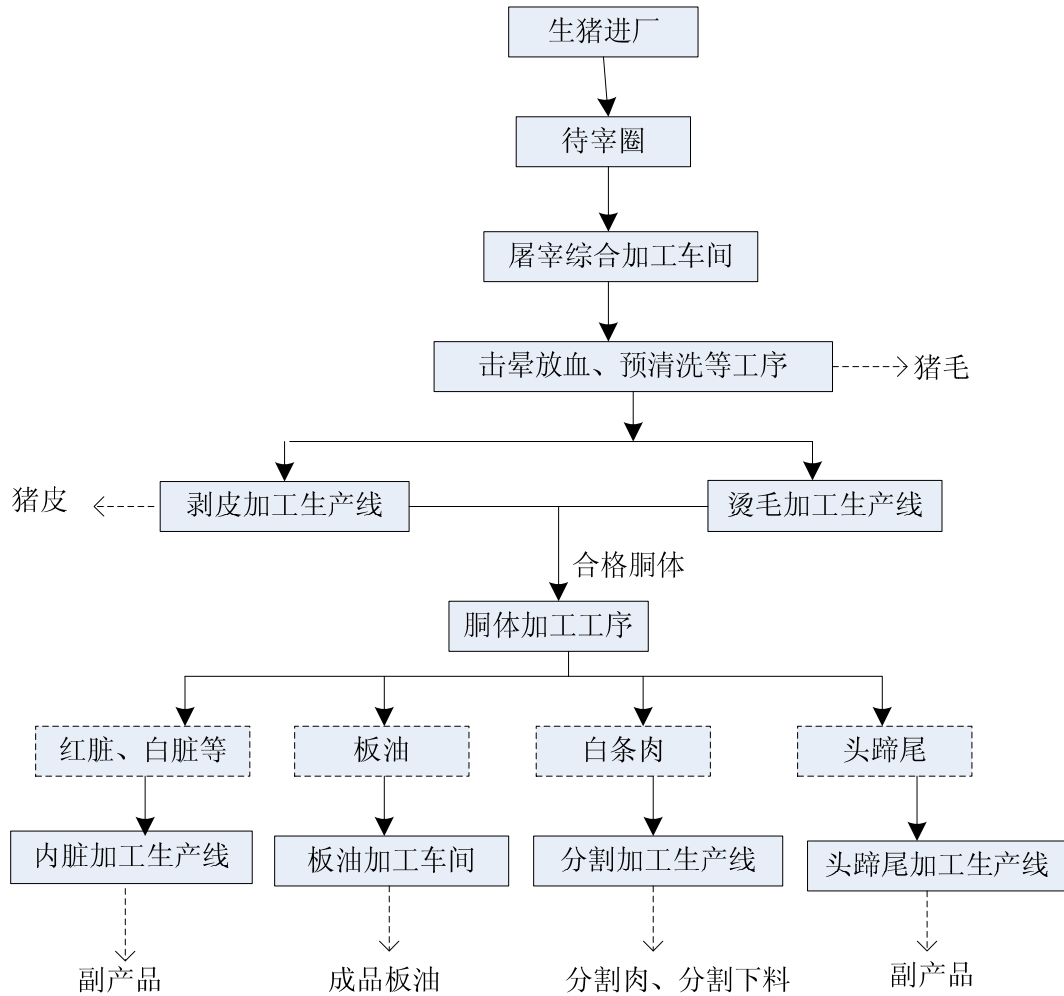 生猪进厂
待宰圈
屠宰综合加工车间
击晕放血、预清洗等工序
猪毛
猪皮
剥皮加工生产线
烫毛加工生产线
合格胴体
胴体加工工序
红脏、白脏等
板油
白条肉
头蹄尾
内脏加工生产线
板油加工车间
分割加工生产线
头蹄尾加工生产线
副产品
成品板油
分割肉、分割下料
副产品